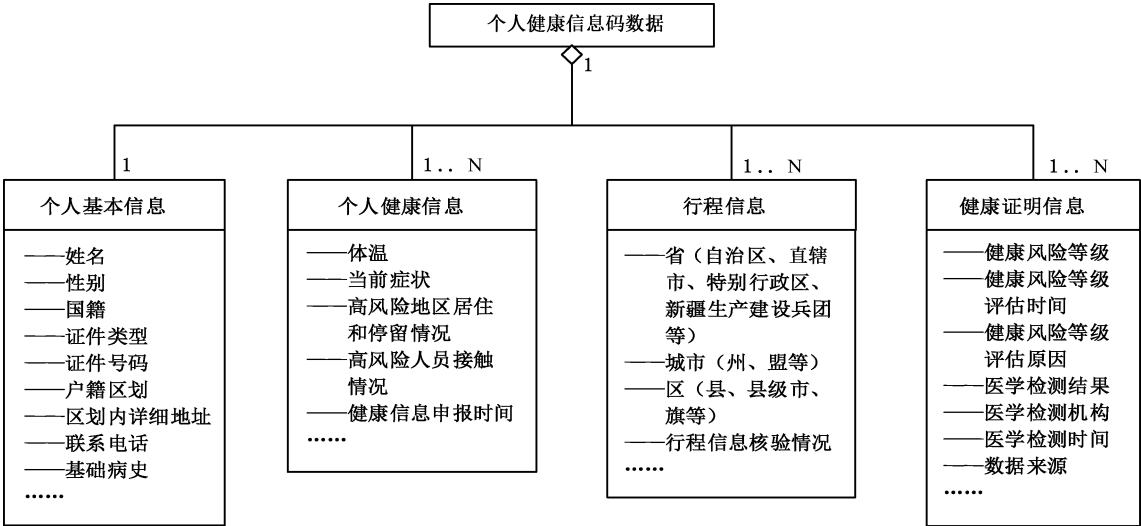 个人健康信息码数据
1
1
1.. N
1.. N
1.. N
个人基本信息
——姓名
——性别
——国籍
——证件类型
——证件号码
——户籍区划
——区划内详细地址
——联系电话
——基础病史
……
个人健康信息
——体温
——当前症状
——高风险地区居住
和停留情况
——高风险人员接触
情况
——健康信息申报时间
……
行程信息
——省（自治区、直辖
市、特别行政区、
新疆生产建设兵团
等）
——城市（州、盟等）
——区（县、县级市、
旗等）
——行程信息核验情况
……
健康证明信息
——健康风险等级
——健康风险等级
评估时间
——健康风险等级
评估原因
——医学检测结果
——医学检测机构
——医学检测时间
——数据来源
……